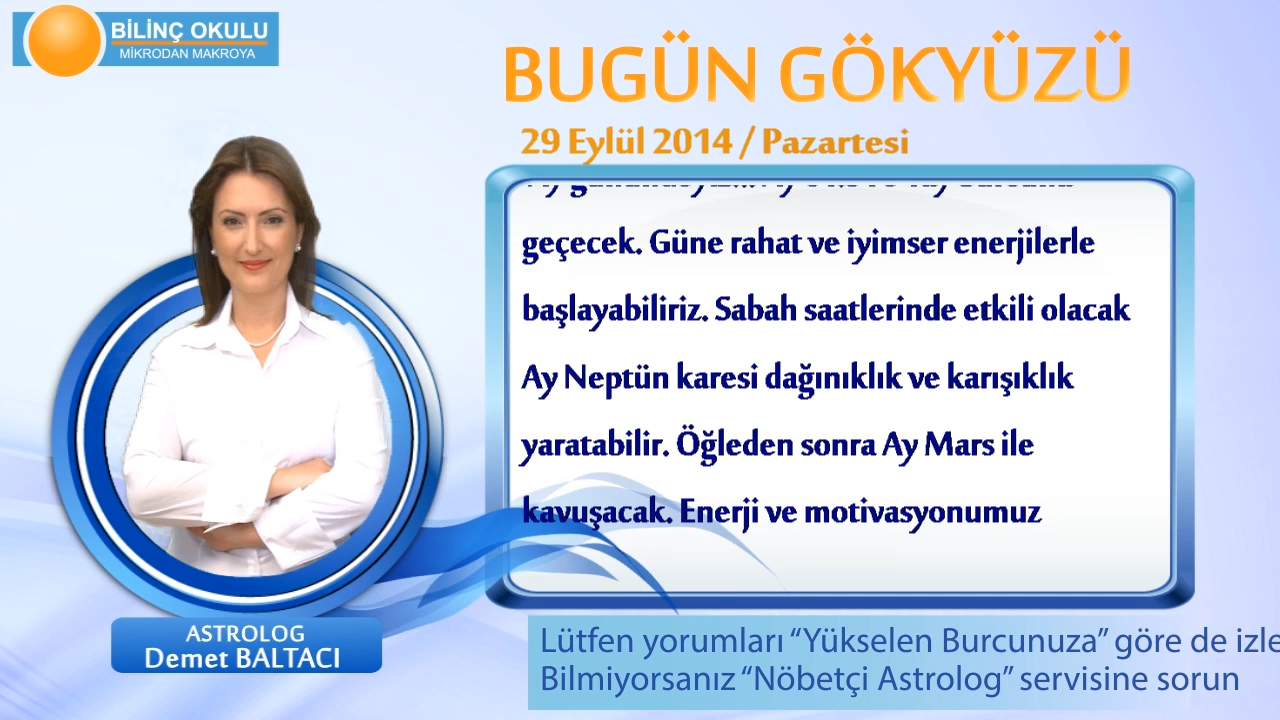 BİLİNÇ OKULU
MİKRODAN MAKROYA
BUGÜN GÖKYÜZÜ
29 Eylül 2014 / Pazartesi
geçecek. Güne rahat ve iyimser enerjilerle
başlayabiliriz. Sabah saatlerinde etkili olacak
Ay Neptün karesi dağınıklık ve karışıklık
yaratabilir. Öğleden sonra Ay Mars ile
kavuşacak. Enerji ve motivasyonumuz
ASTROLOG
Demet BALTACI
Lütfen yorumları “Yükselen Burcunuza” göre de izle
Bilmiyorsanız “Nöbetçi Astrolog” servisine sorun